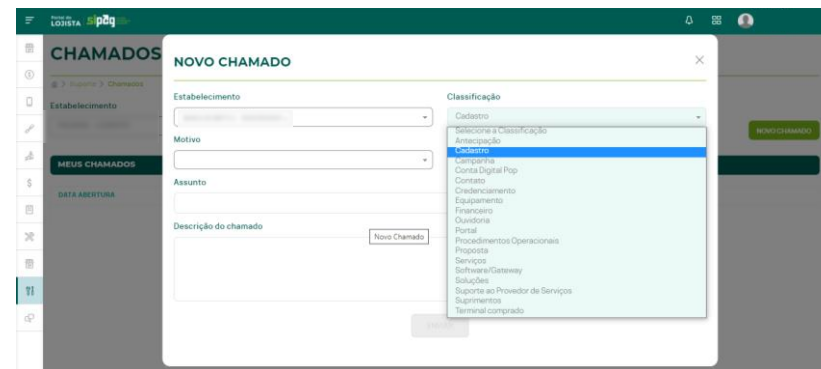 Portal do
LOJISTA sipag
CHAMADOS
NOVO CHAMADO
Suporte > Chamados
Estabelecimento
Classificação
Estabelecimento
Cadastro
NOVO CHAMADO
Selecione a Classificação
Motivo
Antecipação
Cadastro
Campanha
MEUS CHAMADOS
Conta Digital Pop
Contato
Assunto
Credenciamento
DATA ABERTURA
Equipamento
Financeiro
Ouvidoria
Descrição do chamado
Portal
Novo Chamado
Procedimentos Operacionais
Proposta
Serviços
Software/Gateway
Soluções
Suporte ao Provedor de Serviços
Suprimentos
Terminal comprado